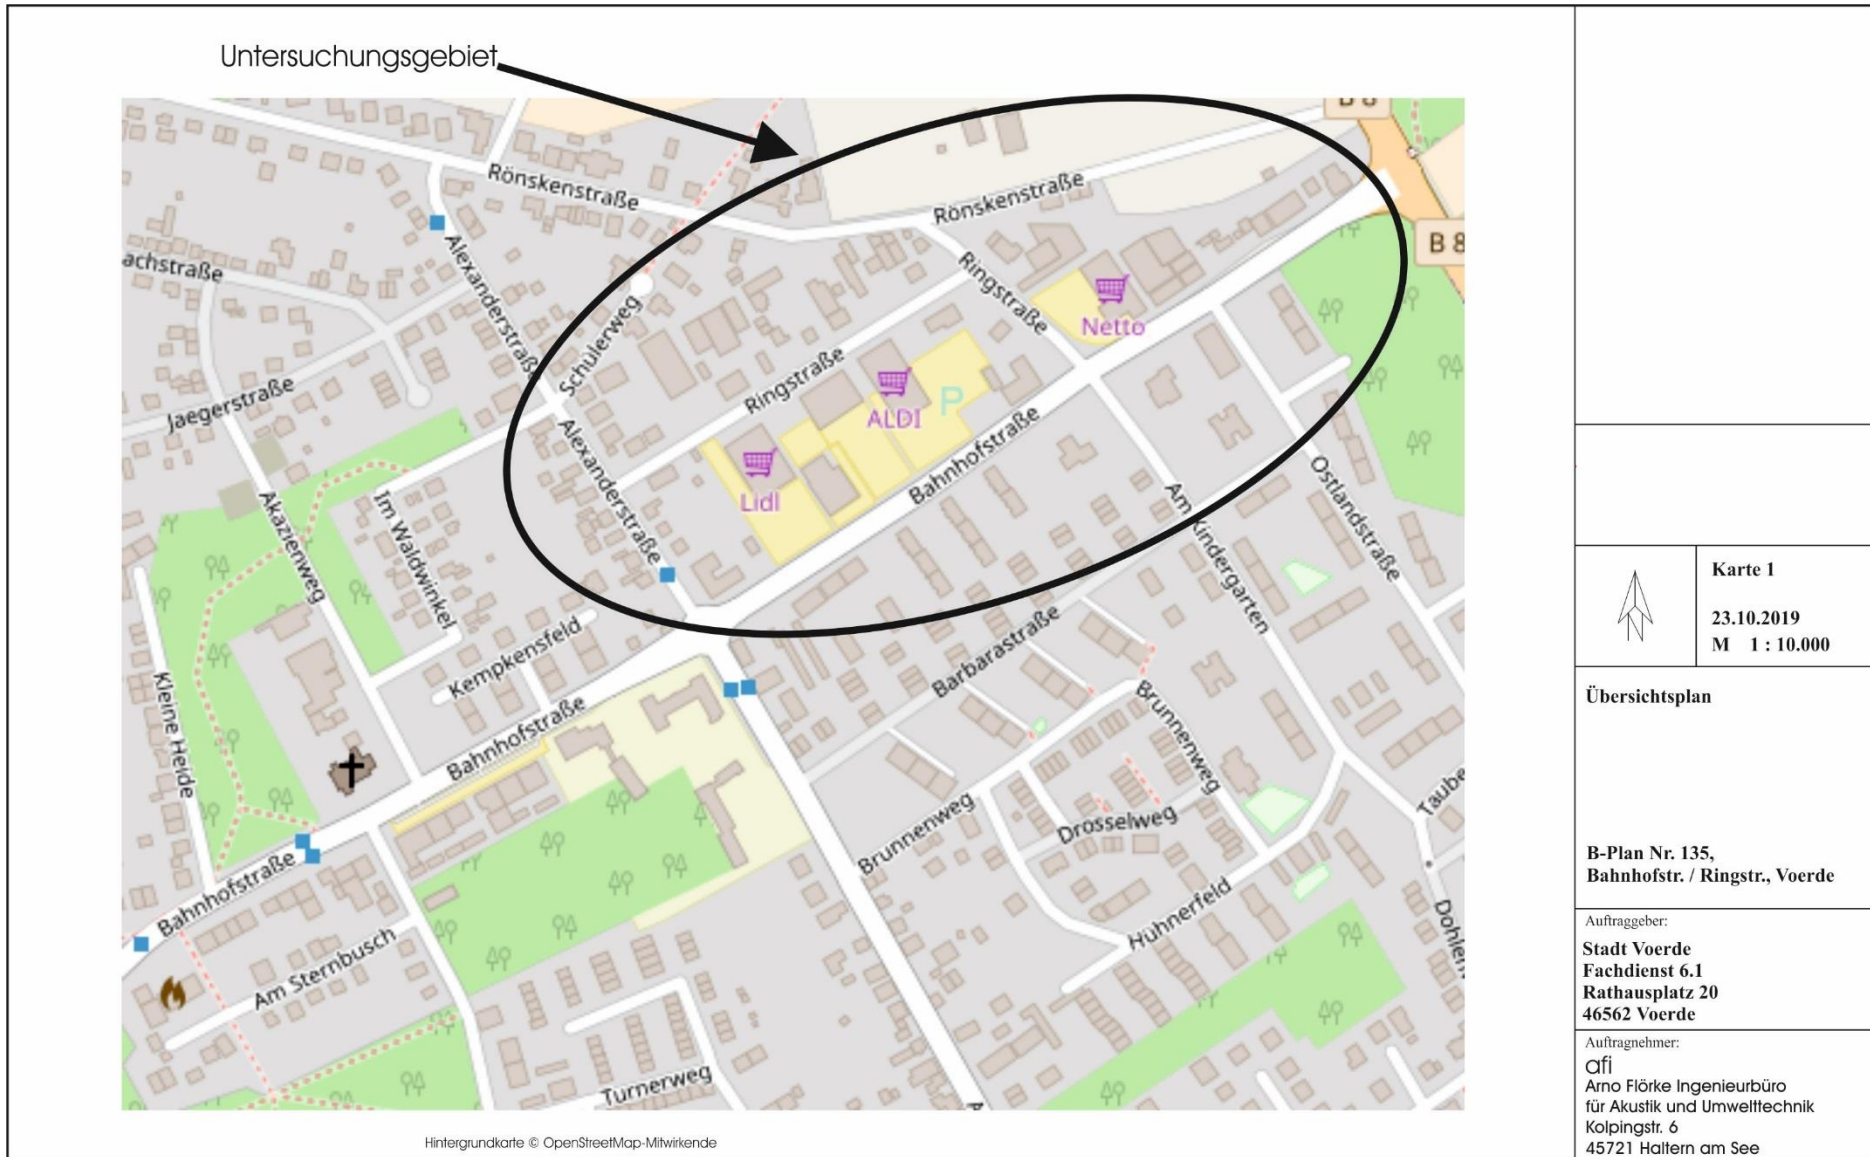 Untersuchungsgebiet
B 8
Rönskenstraße
Rönskenstraße
B 8
achstraße
Alexanderstraße
Ringstraße
Netto
Schülerweg
Ringstraße
Jaegerstraße
ALDI
P
Alexanderstraße
Bahnhofstraße
Lidl
Ostlandstraße
Am Kindergarten
Akazienweg
Im Waldwinkel
Kempkensfeld
Barbarastraße
Kleine Heide
Bahnhofstraße
Brunnenweg
Brunnenweg
Drosselweg
Taube
Bahnhofstraße
Hühnerfeld
Dohlen
Am Sternbusch
Turnerweg
Hintergrundkarte © OpenStreetMap-Mitwirkende
Karte 1
23.10.2019
M 1 : 10.000
Übersichtsplan
B-Plan Nr. 135,
Bahnhofstr. / Ringstr., Voerde
Auftraggeber:
Stadt Voerde
Fachdienst 6.1
Rathausplatz 20
46562 Voerde
Auftragnehmer:
afi
Arno Flörke Ingenieurbüro
für Akustik und Umwelttechnik
Kolpingstr. 6
45721 Haltern am See